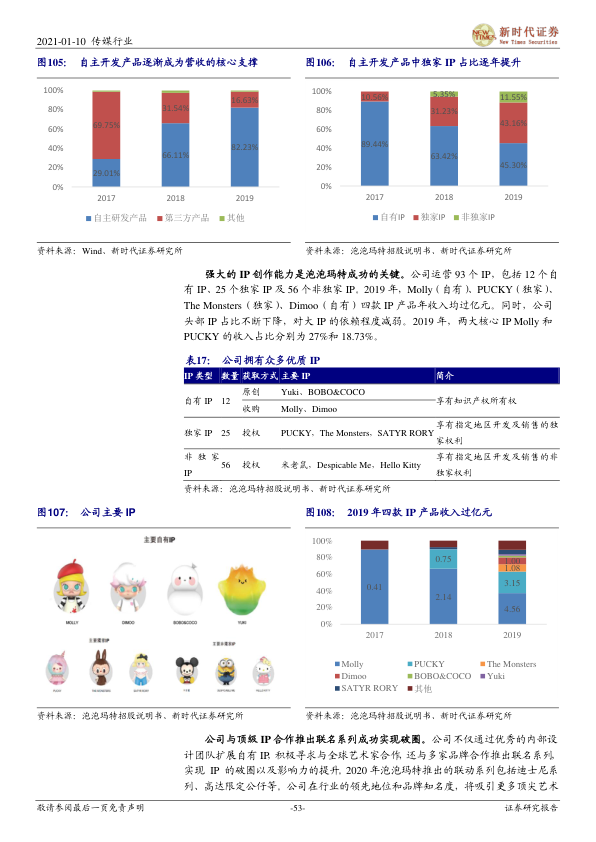 2021-01-10 传媒行业
新时代证券
New Times Securities
图105： 自主开发产品逐渐成为营收的核心支撑
100%
80%
60%
40%
20%
0%
69.75%
29.01%
31.54%
66.11%
16.63%
82.23%
2017 2018 2019
自主研发产品 第三方产品 其他
资料来源：Wind、新时代证券研究所
图106： 自主开发产品中独家 IP 占比逐年提升
100%
80%
60%
40%
20%
0%
10.56%
89.44%
5.35%
31.23%
63.42%
11.55%
43.16%
45.30%
2017 2018 2019
自有IP 独家IP 非独家IP
资料来源：泡泡玛特招股说明书、新时代证券研究所
强大的 IP 创作能力是泡泡玛特成功的关键。公司运营 93 个 IP，包括 12 个自
有 IP、25 个独家 IP 及 56 个非独家 IP。2019 年，Molly（自有）、PUCKY（独家）、
The Monsters（独家）、Dimoo（自有）四款 IP 产品年收入均过亿元。同时，公司
头部 IP 占比不断下降，对大 IP 的依赖程度减弱。2019 年，两大核心 IP Molly 和
PUCKY 的收入占比分别为 27%和 18.73%。
表17： 公司拥有众多优质 IP
IP 类型 数量 获取方式 主要 IP 简介
自有 IP 12 原创 Yuki、BOBO&COCO 享有知识产权所有权
收购 Molly、Dimoo
独家 IP 25 授权 PUCKY，The Monsters，SATYR RORY 享有指定地区开发及销售的独
家权利
非独家
IP 56 授权 米老鼠，Despicable Me，Hello Kitty 享有指定地区开发及销售的非
独家权利
资料来源：泡泡玛特招股说明书、新时代证券研究所
图107： 公司主要 IP
主要自有IP
MOLLY DIMOO BOBO&COCO YUKI
主要独家IP
主要非独家IP
PUCKY
资料来源：泡泡玛特招股说明书、新时代证券研究所
图108： 2019 年四款 IP 产品收入过亿元
100%
80%
60%
40%
20%
0%
0.41
0.75
2.14
1.00
1.08
3.15
4.56
2017 2018 2019
Molly PUCKY The Monsters
Dimoo BOBO&COCO Yuki
SATYR RORY 其他
资料来源：泡泡玛特招股说明书、新时代证券研究所
公司与顶级 IP 合作推出联名系列成功实现破圈。公司不仅通过优秀的内部设
计团队扩展自有 IP，积极寻求与全球艺术家合作，还与多家品牌合作推出联名系列，
实现 IP 的破圈以及影响力的提升，2020 年泡泡玛特推出的联动系列包括迪士尼系
列、高达限定公仔等。公司在行业的领先地位和品牌知名度，将吸引更多顶尖艺术
敬请参阅最后一页免责声明 -53- 证券研究报告